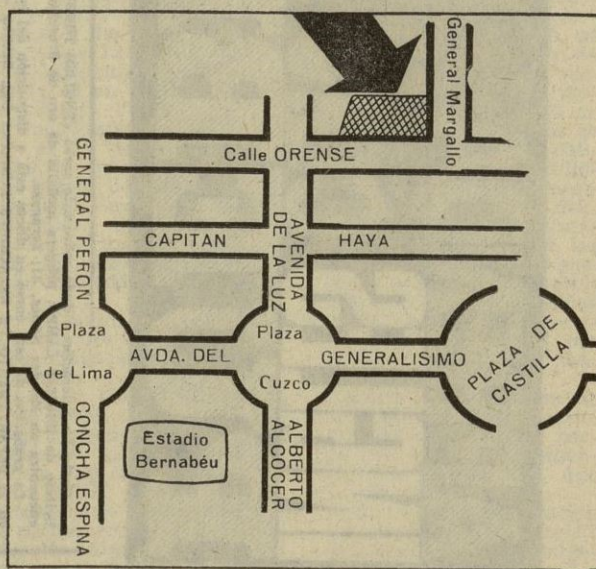 General Margallo
Calle ORENSE
GENERAL PERON
CAPITAN
HAYA
AVENIDA
DE LA LUZ
Plaza
de Lima
AVDA. DEL
Plaza
Cuzco
GENERALISIMO
PLAZA DE
CASTILLA
CONCHA ESPINA
Estadio
Bernabéu
ALBERTO
ALCOCER